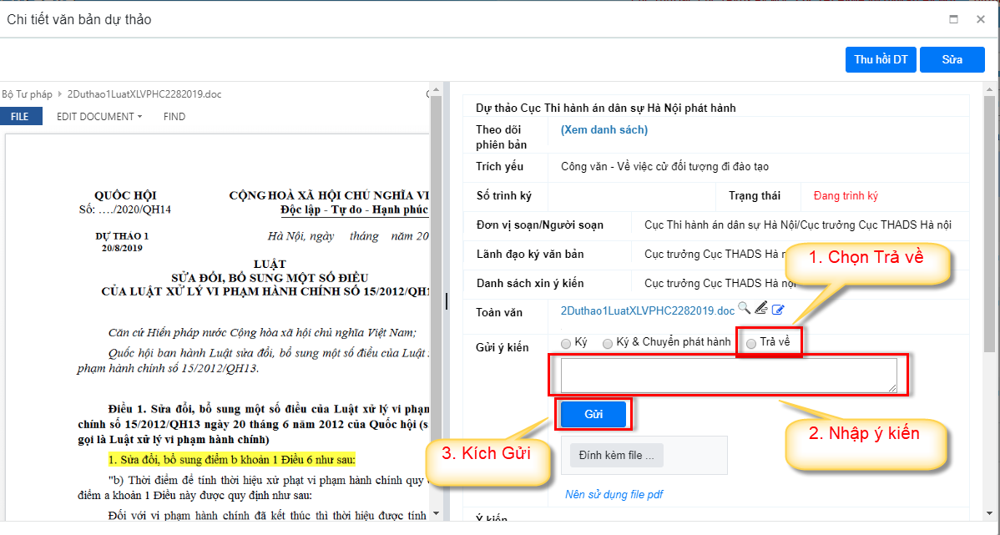 Chi tiết văn bản dự thảo
Thu hồi DT
Sửa
Bộ Tư pháp
2Duthao1LuatXLVPHC2282019.doc
FILE
EDIT DOCUMENT
FIND
QUỐC HỘI
CỘNG HOÀ XÃ HỘI CHỦ NGHĨA VI
Số: …./2020/QH14
Độc lập - Tự do - Hạnh phúc
DỰ THẢO 1
20/8/2019
Hà Nội, ngày tháng năm 20
LUẬT
SỬA ĐỔI, BỔ SUNG MỘT SỐ ĐIỀU
CỦA LUẬT XỬ LÝ VI PHẠM HÀNH CHÍNH SỐ 15/2012/QH1
Căn cứ Hiến pháp nước Cộng hòa xã hội chủ nghĩa Việt Nam;
Quốc hội ban hành Luật sửa đổi, bổ sung một số điều của Luật
phạm hành chính số 15/2012/QH13.
Điều 1. Sửa đổi, bổ sung một số điều của Luật xử lý vi phạm
chính số 15/2012/QH13 ngày 20 tháng 6 năm 2012 của Quốc hội (s
gọi là Luật xử lý vi phạm hành chính)
1. Sửa đổi, bổ sung điểm b khoản 1 Điều 6 như sau:
"b) Thời điểm để tính thời hiệu xử phạt vi phạm hành chính quy
điểm a khoản 1 Điều này được quy định như sau:
Đối với vi phạm hành chính đã kết thúc thì thời hiệu được tính
Dự thảo Cục Thi hành án dân sự Hà Nội phát hành
Theo dõi
phiên bản
(Xem danh sách)
Trích yếu
Công văn - Về việc cử đối tượng đi đào tạo
Số trình ký
Trạng thái
Đang trình ký
Đơn vị soạn/Người soạn
Cục Thi hành án dân sự Hà Nội/Cục trưởng Cục THADS Hà nội
Lãnh đạo ký văn bản
Cục trưởng Cục THADS Hà n
Danh sách xin ý kiến
Cục trưởng Cục THADS Hà nội
Toàn văn
2Duthao1LuatXLVPHC2282019.doc
Gửi ý kiến
Ký
Ký & Chuyển phát hành
Trả về
Gửi
Đính kèm file ...
Nên sử dụng file pdf
Ý kiến
1. Chọn Trả về
2. Nhập ý kiến
3. Kích Gửi